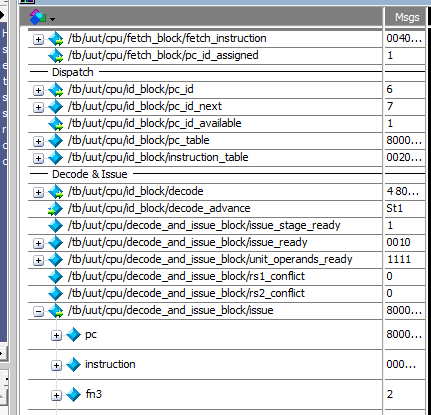 Msgs
/tb/uut/cpu/fetch_block/fetch_instruction 0040...
/tb/uut/cpu/fetch_block/pc_id_assigned 1
Dispatch
/tb/uut/cpu/id_block/pc_id 6
/tb/uut/cpu/id_block/pc_id_next 7
/tb/uut/cpu/id_block/pc_id_available 1
/tb/uut/cpu/id_block/pc_table 8000...
/tb/uut/cpu/id_block/instruction_table 0020...
Decode & Issue
/tb/uut/cpu/id_block/decode 4 80...
/tb/uut/cpu/id_block/decode_advance St1
/tb/uut/cpu/decode_and_issue_block/issue_stage_ready 1
/tb/uut/cpu/decode_and_issue_block/issue_ready 0010
/tb/uut/cpu/decode_and_issue_block/unit_operands_ready 1111
/tb/uut/cpu/decode_and_issue_block/rs1_conflict 0
/tb/uut/cpu/decode_and_issue_block/rs2_conflict 0
/tb/uut/cpu/decode_and_issue_block/issue 8000...
pc 8000...
instruction 000...
fn3 2